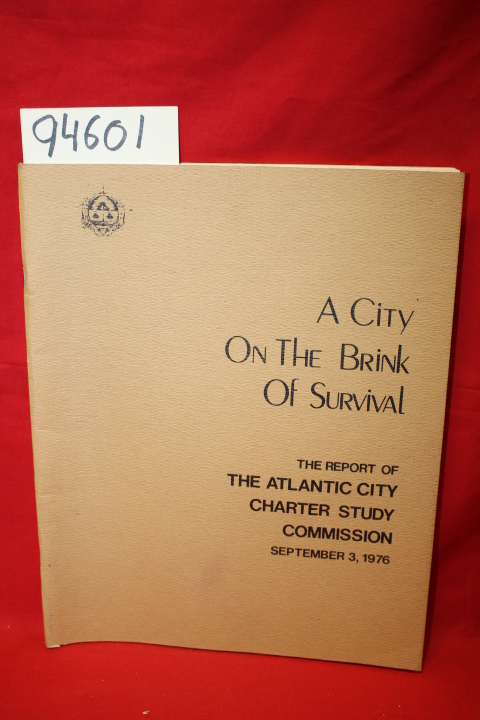 94601
A City
On The Brink
Of Survival
THE REPORT OF
THE ATLANTIC CITY
CHARTER STUDY
COMMISSION
SEPTEMBER 3, 1976